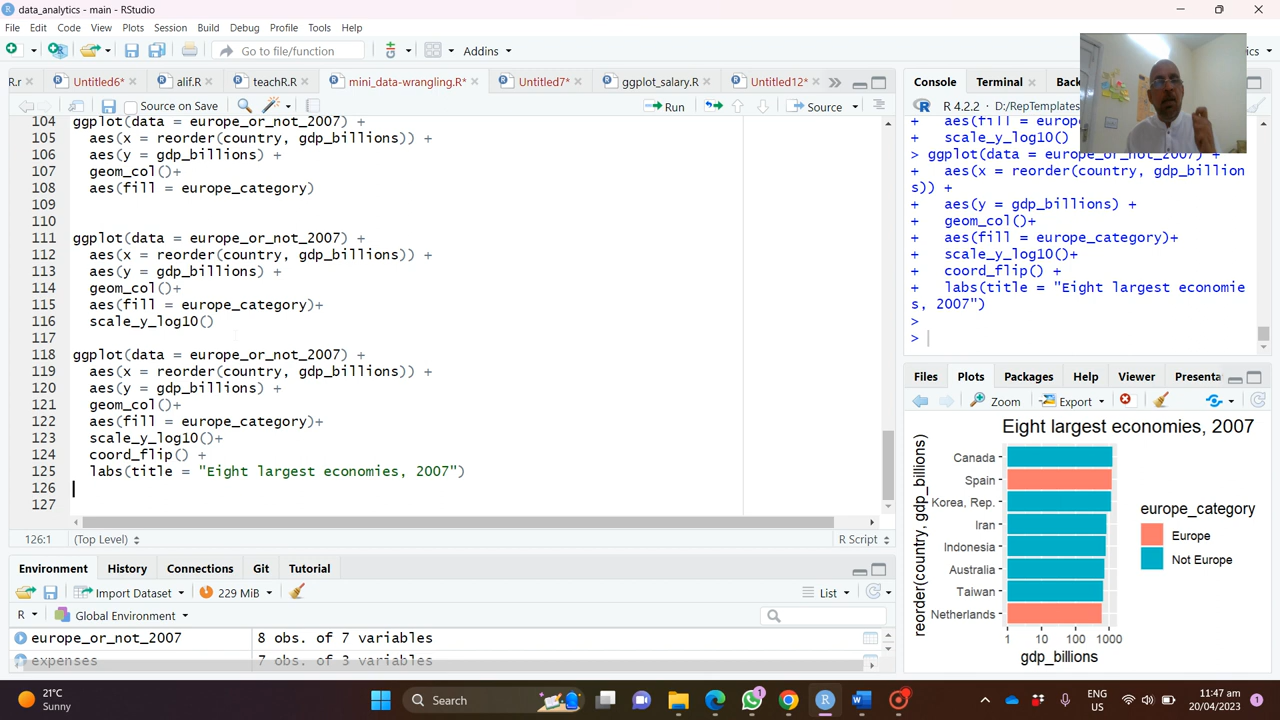 data_analytics - main - RStudio
File Edit Code View Plots Session Build Debug Profile Tools Help
Go to file/function Addins
R.r Untitled6* alif.R teachR.R mini_data-wrangling.R* Untitled7* ggplot_salary.R Untitled12*
Source on Save Run Source
104 ggplot(data = europe_or_not_2007) +
105 aes(x = reorder(country, gdp_billions)) +
106 aes(y = gdp_billions) +
107 geom_col()+
108 aes(fill = europe_category)
109
110
111 ggplot(data = europe_or_not_2007) +
112 aes(x = reorder(country, gdp_billions)) +
113 aes(y = gdp_billions) +
114 geom_col()+
115 aes(fill = europe_category)+
116 scale_y_log10()
117
118 ggplot(data = europe_or_not_2007) +
119 aes(x = reorder(country, gdp_billions)) +
120 aes(y = gdp_billions) +
121 geom_col()+
122 aes(fill = europe_category)+
123 scale_y_log10()+
124 coord_flip() +
125 labs(title = "Eight largest economies, 2007")
126
127
126:1 (Top Level) R Script
Environment History Connections Git Tutorial
Import Dataset 229 MiB List
R Global Environment
europe_or_not_2007 8 obs. of 7 variables
expenses 7 obs. of 3 variables
Console Terminal
R 4.2.2 · D:/RepTemplates
+ aes(fill = europe
+ scale_y_log10()
> ggplot(data = europe_or_not_2007) +
+ aes(x = reorder(country, gdp_billion
s)) +
+ aes(y = gdp_billions) +
+ geom_col()+
+ aes(fill = europe_category)+
+ scale_y_log10()+
+ coord_flip() +
+ labs(title = "Eight largest economie
s, 2007")
>
>
Files Plots Packages Help Viewer Presenta
Zoom Export
Eight largest economies, 2007
reorder(country, gdp_billions)
Canada
Spain
Korea, Rep.
Iran
Indonesia
Australia
Taiwan
Netherlands
1 10 100 1000
gdp_billions
europe_category
Europe
Not Europe
21°C
Sunny
Search
1
ENG
US
11:47 am
20/04/2023
1